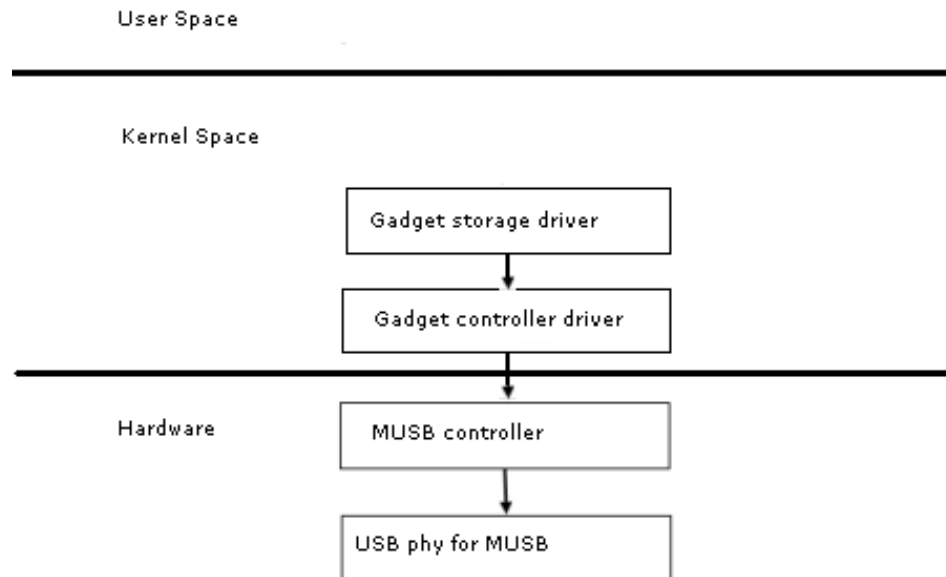 User Space
Kernel Space
Gadget storage driver
Gadget controller driver
Hardware
MUSB controller
USB phy for MUSB